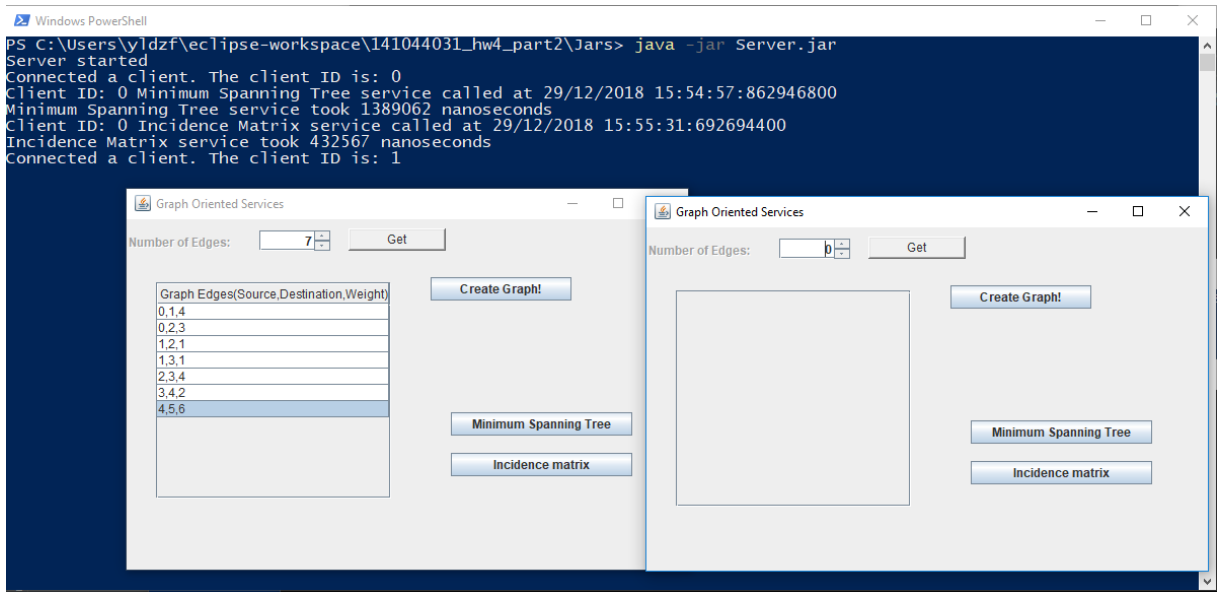 Windows PowerShell
PS C:\Users\yldzf\eclipse-workspace\141044031_hw4_part2\Jars> java -jar Server.jar
Server started
Connected a client. The client ID is: 0
Client ID: 0 Minimum Spanning Tree service called at 29/12/2018 15:54:57:862946800
Minimum Spanning Tree service took 1389062 nanoseconds
Client ID: 0 Incidence Matrix service called at 29/12/2018 15:55:31:692694400
Incidence Matrix service took 432567 nanoseconds
Connected a client. The client ID is: 1
Graph Oriented Services
Number of Edges: 7 Get
Graph Edges(Source,Destination,Weight)
0,1,4
0,2,3
1,2,1
1,3,1
2,3,4
3,4,2
4,5,6
Create Graph!
Minimum Spanning Tree
Incidence matrix
Graph Oriented Services
Number of Edges: 0 Get
Create Graph!
Minimum Spanning Tree
Incidence matrix